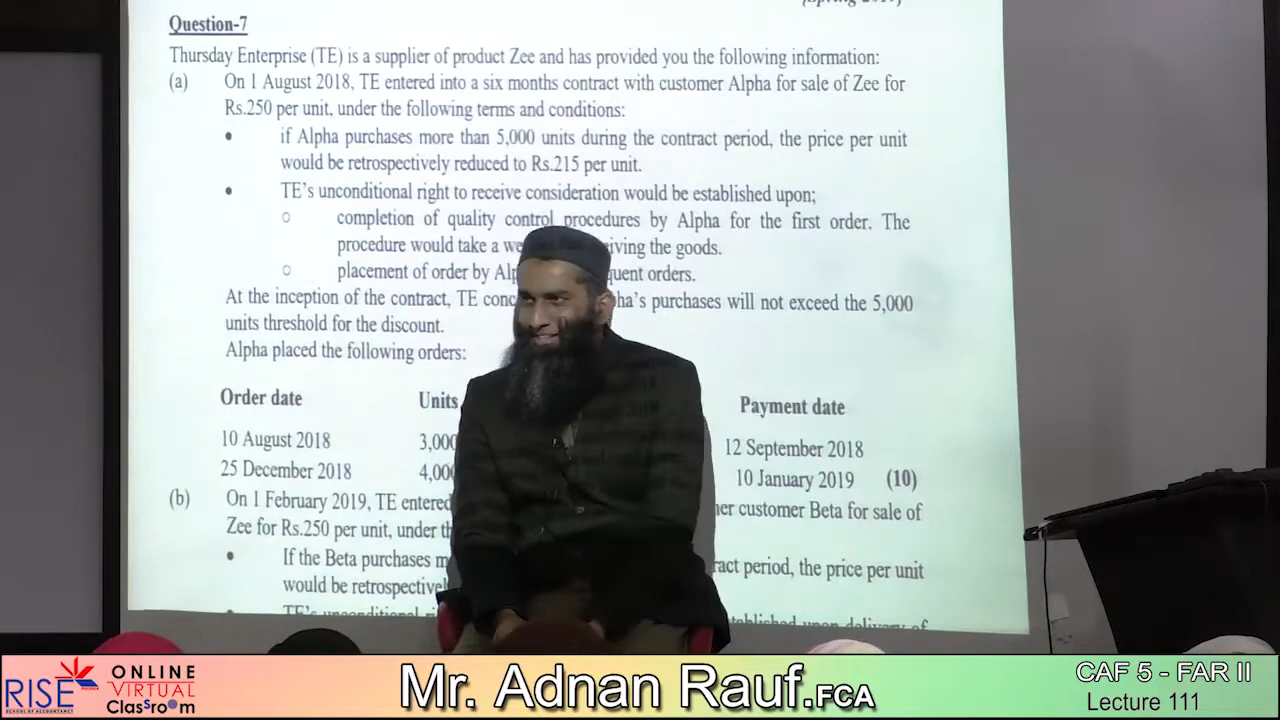 Question-7
Thursday Enterprise (TE) is a supplier of product Zee and has provided you the following information:
(a) On 1 August 2018, TE entered into a six months contract with customer Alpha for sale of Zee for
Rs.250 per unit, under the following terms and conditions:
• if Alpha purchases more than 5,000 units during the contract period, the price per unit
would be retrospectively reduced to Rs.215 per unit.
• TE's unconditional right to receive consideration would be established upon;
o completion of quality control procedures by Alpha for the first order. The
procedure would take a we iving the goods.
o placement of order by Alp quent orders.
At the inception of the contract, TE conc pha's purchases will not exceed the 5,000
units threshold for the discount.
Alpha placed the following orders:
Order date Units Payment date
10 August 2018 3,000 12 September 2018
25 December 2018 4,000 10 January 2019 (10)
(b) On 1 February 2019, TE entered her customer Beta for sale of
Zee for Rs.250 per unit, under th
• If the Beta purchases m ract period, the price per unit
would be retrospectivel
• TE's unconditional ri tablished upon delivery of
RISE
SCHOOL OF ACCOUNTANCY
ONLINE
VIRTUAL
ClasSroom
Mr. Adnan Rauf.FCA
CAF 5 - FAR II
Lecture 111